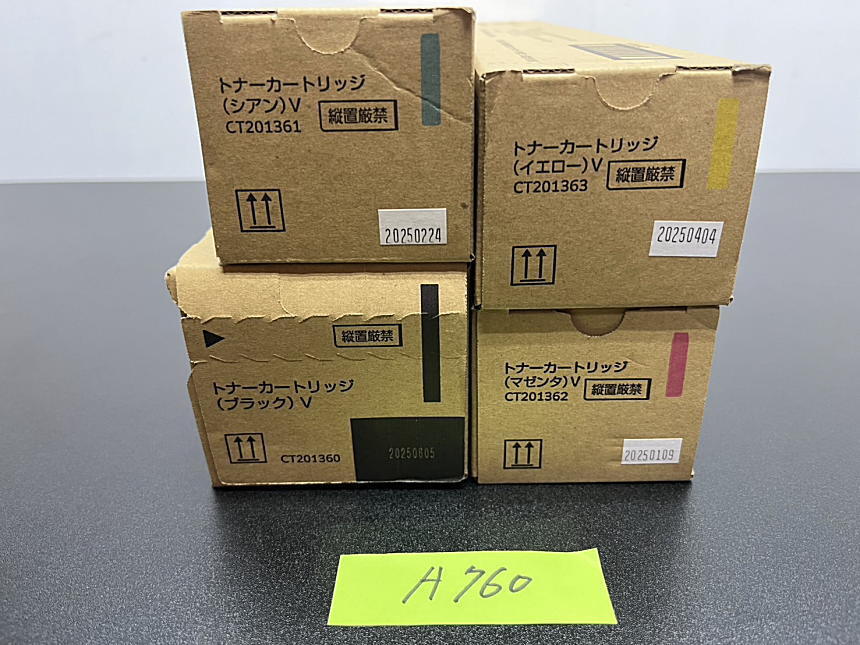 トナーカートリッジ
(シアン) V
CT201361
縦置厳禁
20250224
トナーカートリッジ
(イエロー) V
CT201363
縦置厳禁
20250404
縦置厳禁
トナーカートリッジ
(ブラック) V
CT201360
20250605
トナーカートリッジ
(マゼンタ) V
CT201362
縦置厳禁
20250109
A760